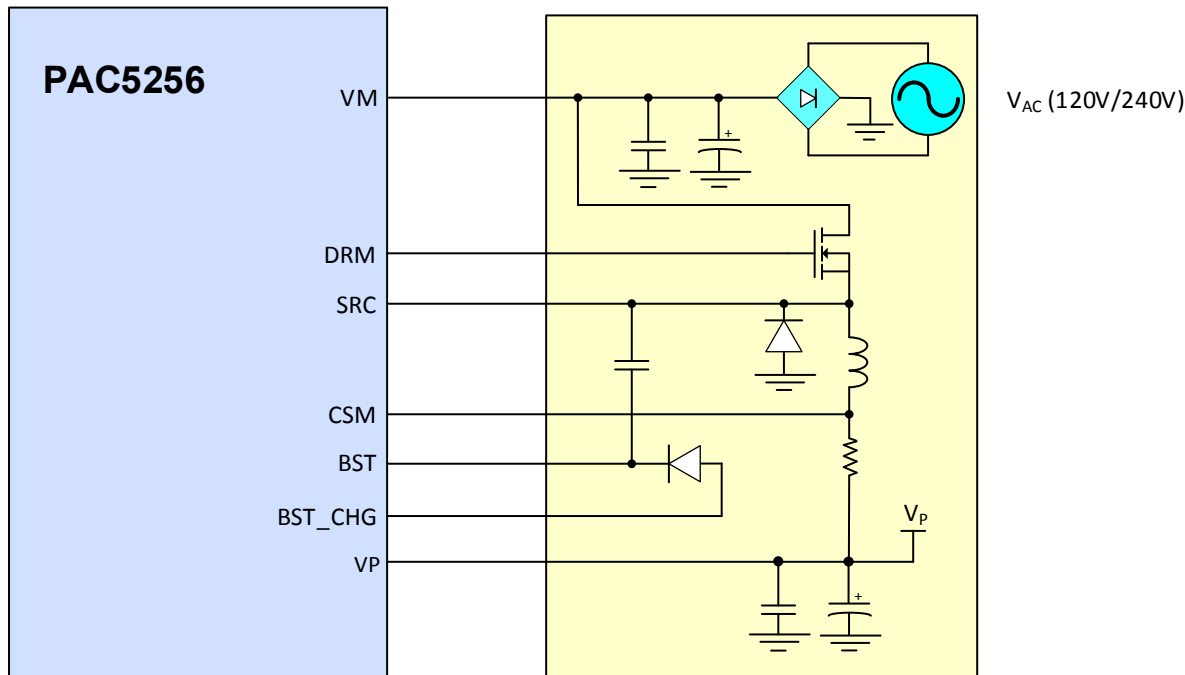 PAC5256
VM
V_AC (120V/240V)
DRM
SRC
CSM
BST
BST_CHG
VP
V_P
+
+